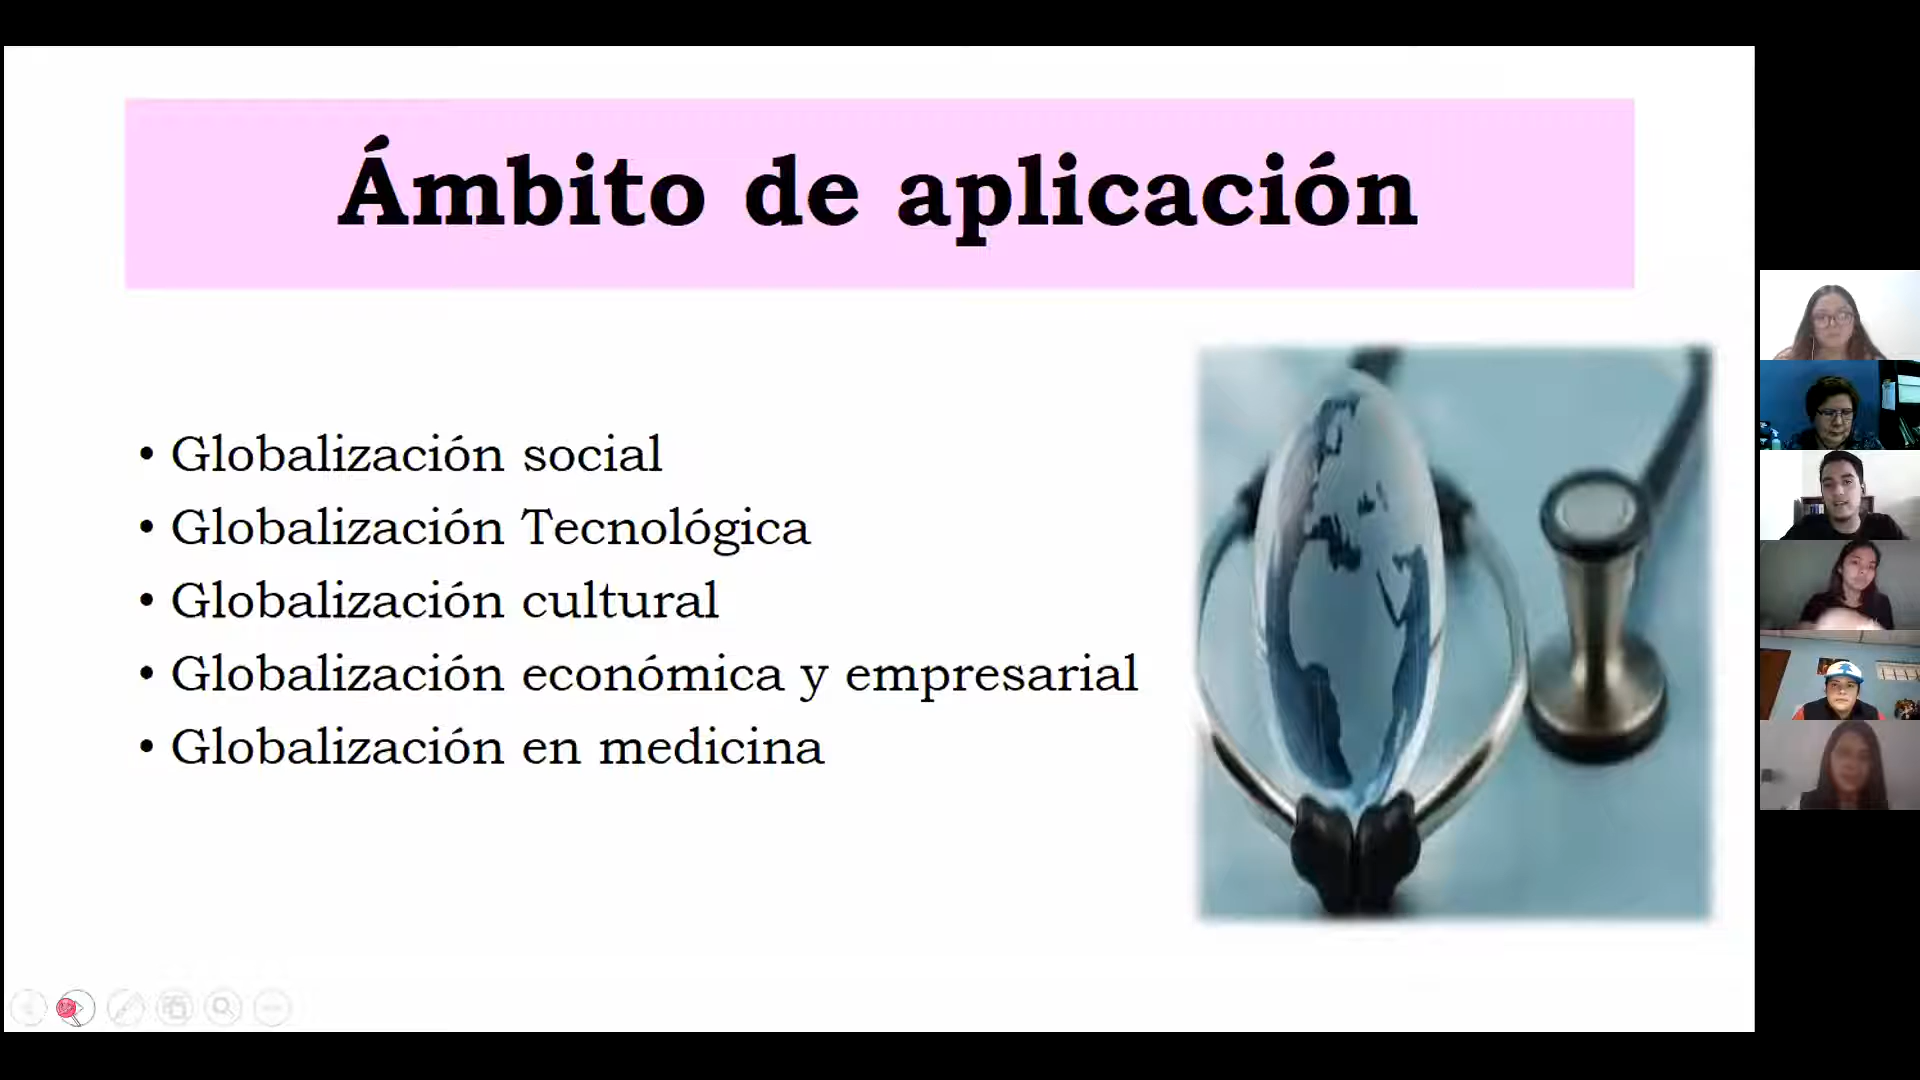 Ámbito de aplicación
• Globalización social
• Globalización Tecnológica
• Globalización cultural
• Globalización económica y empresarial
• Globalización en medicina